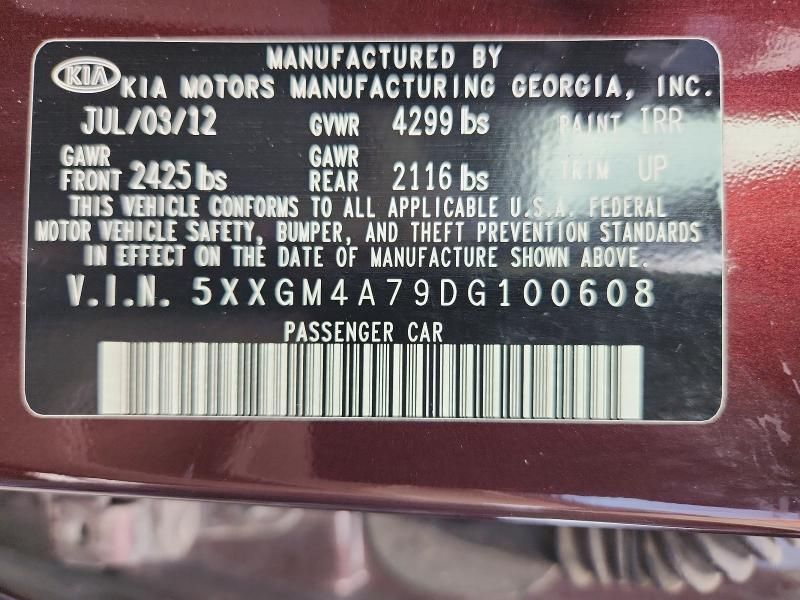 MANUFACTURED BY
KIA KIA MOTORS MANUFACTURING GEORGIA, INC.
JUL/03/12 GVWR 4299 lbs PAINT IRR
GAWR FRONT 2425 lbs GAWR REAR 2116 lbs TRIM UP
THIS VEHICLE CONFORMS TO ALL APPLICABLE U.S.A. FEDERAL
MOTOR VEHICLE SAFETY, BUMPER, AND THEFT PREVENTION STANDARDS
IN EFFECT ON THE DATE OF MANUFACTURE SHOWN ABOVE.
V.I.N. 5XXGM4A79DG100608
PASSENGER CAR